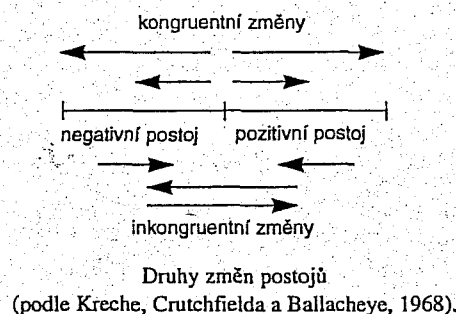 kongruentní změny
negativní postoj pozitivní postoj
inkongruentní změny
Druhy změn postojů
(podle Kreche, Crutchfielda a Ballacheye, 1968).